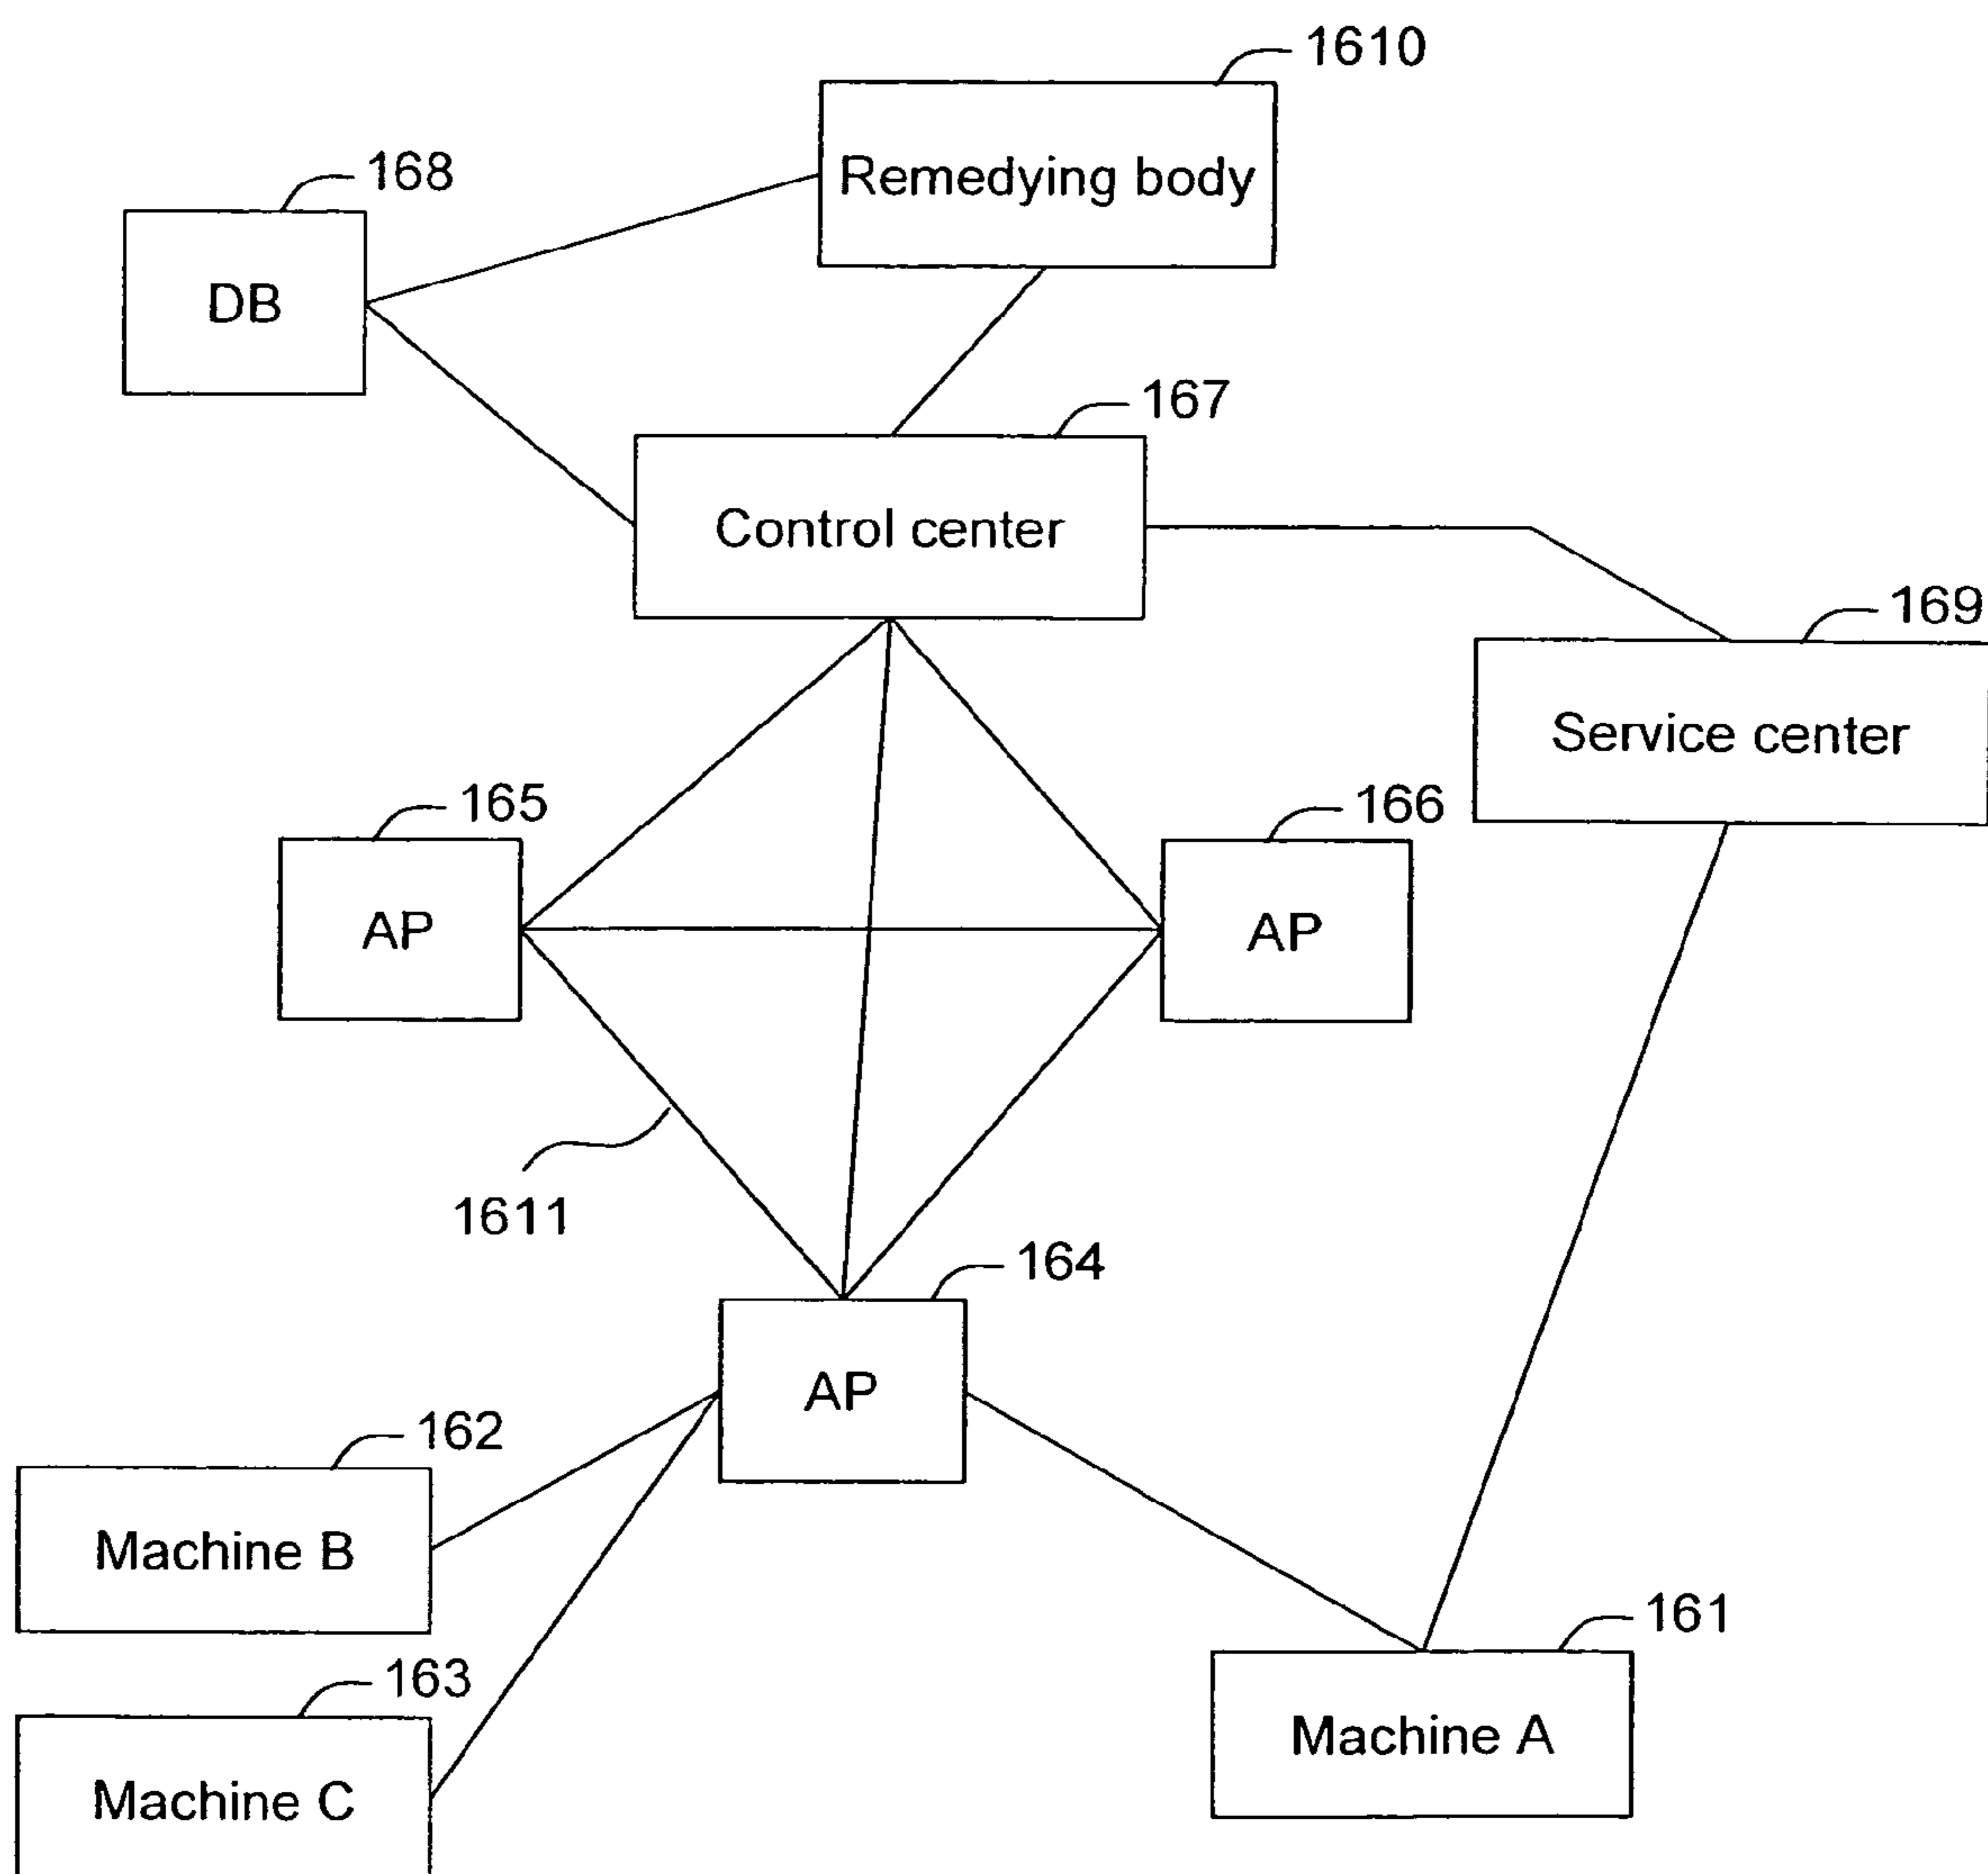 1610
Remedying body
168
DB
167
Control center
169
Service center
165
AP
166
AP
1611
164
AP
162
Machine B
161
Machine A
163
Machine C